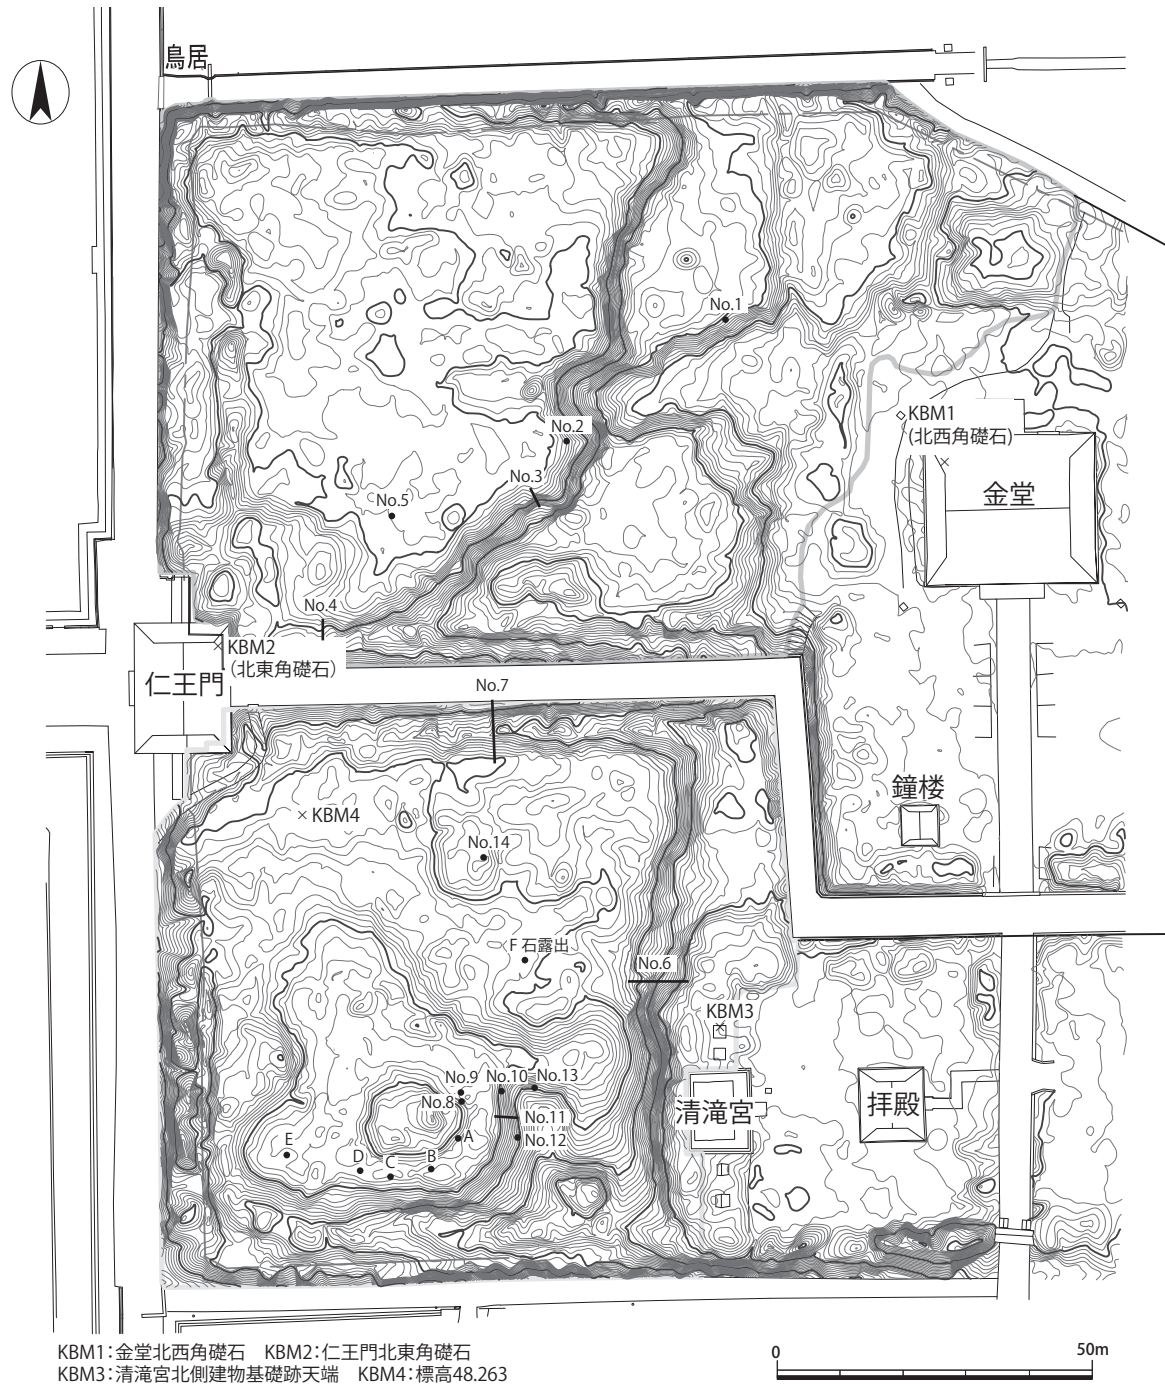 鳥居
No.1
KBM1
(北西角礎石)
No.2
No.3
金堂
No.5
No.4
KBM2
(北東角礎石)
仁王門
No.7
鐘楼
KBM4
No.14
F 石露出
No.6
KBM3
No.9
No.10
No.13
No.8
清滝宮
拝殿
No.11
A
No.12
E
D
C
B
KBM1:金堂北西角礎石 KBM2:仁王門北東角礎石
KBM3:清滝宮北側建物基礎跡天端 KBM4:標高48.263
0 50m